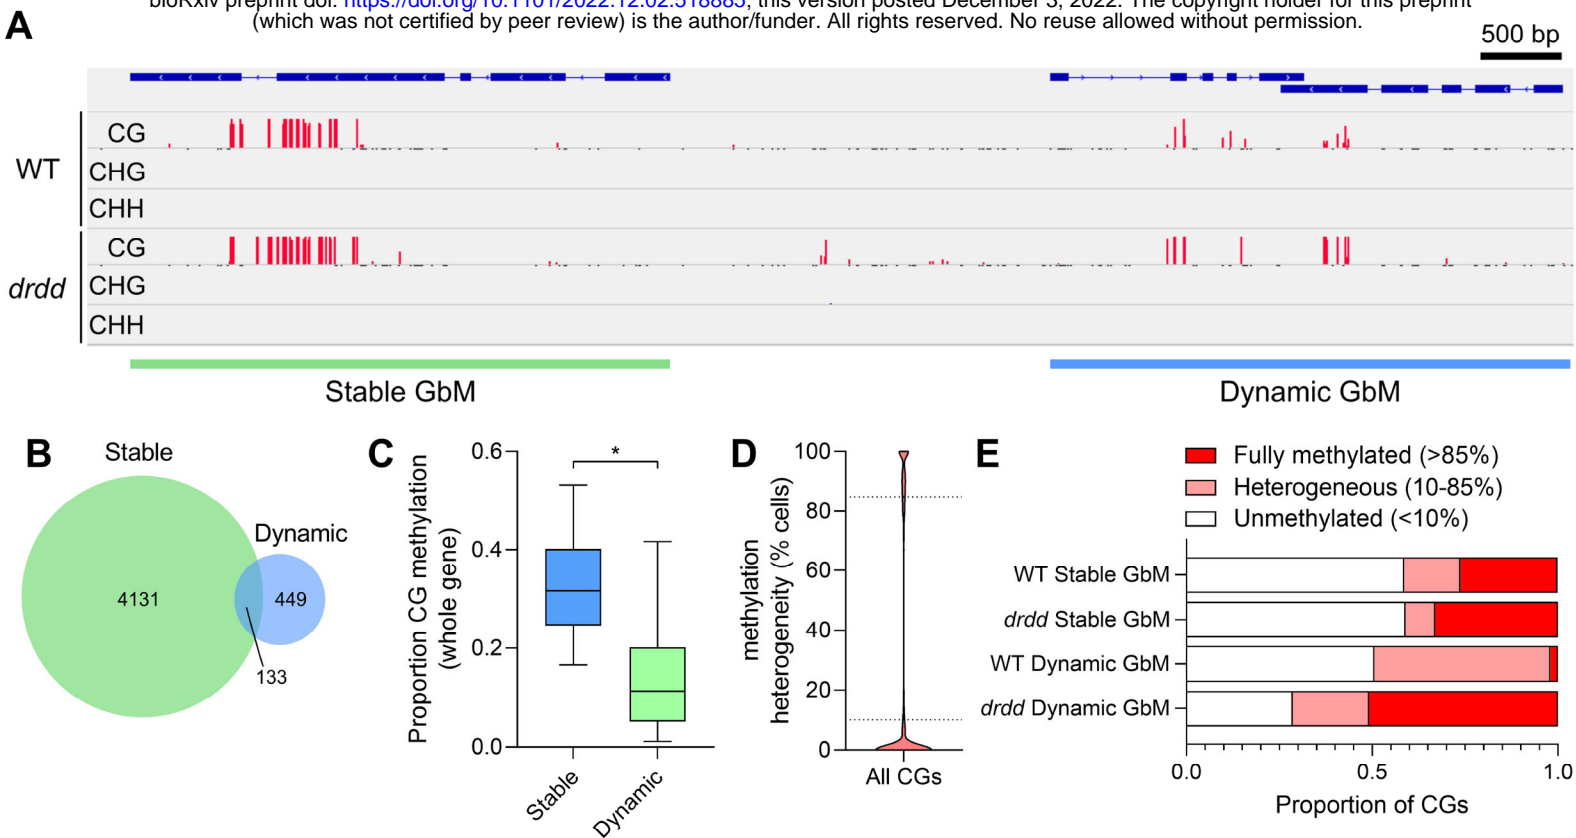 bioRxiv preprint doi: https://doi.org/10.1101/2022.12.02.518885; this version posted December 3, 2022. The copyright holder for this preprint
(which was not certified by peer review) is the author/funder. All rights reserved. No reuse allowed without permission.
A
500 bp
WT
CG
CHG
CHH
drdd
CG
CHG
CHH
Stable GbM
Dynamic GbM
B
Stable
Dynamic
4131
449
133
C
Proportion CG methylation
(whole gene)
0.6
0.4
0.2
0.0
*
Stable
Dynamic
D
methylation
heterogeneity (% cells)
100
80
60
40
20
0
All CGs
E
Fully methylated (>85%)
Heterogeneous (10-85%)
Unmethylated (<10%)
WT Stable GbM
drdd Stable GbM
WT Dynamic GbM
drdd Dynamic GbM
0.0
0.5
1.0
Proportion of CGs